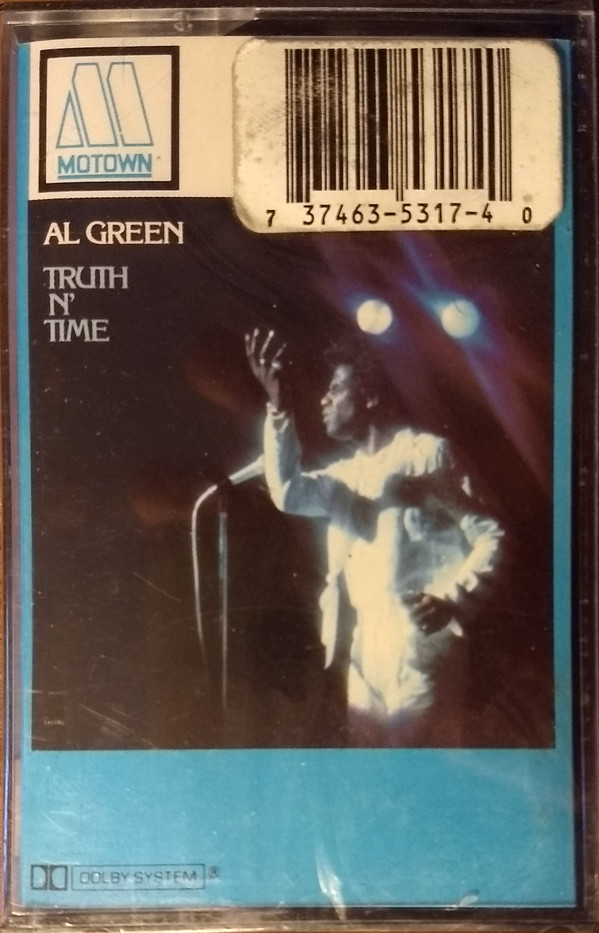 MOTOWN
7 37463-5317-4 0
AL GREEN
TRUTH
N'
TIME
DOLBY SYSTEM®